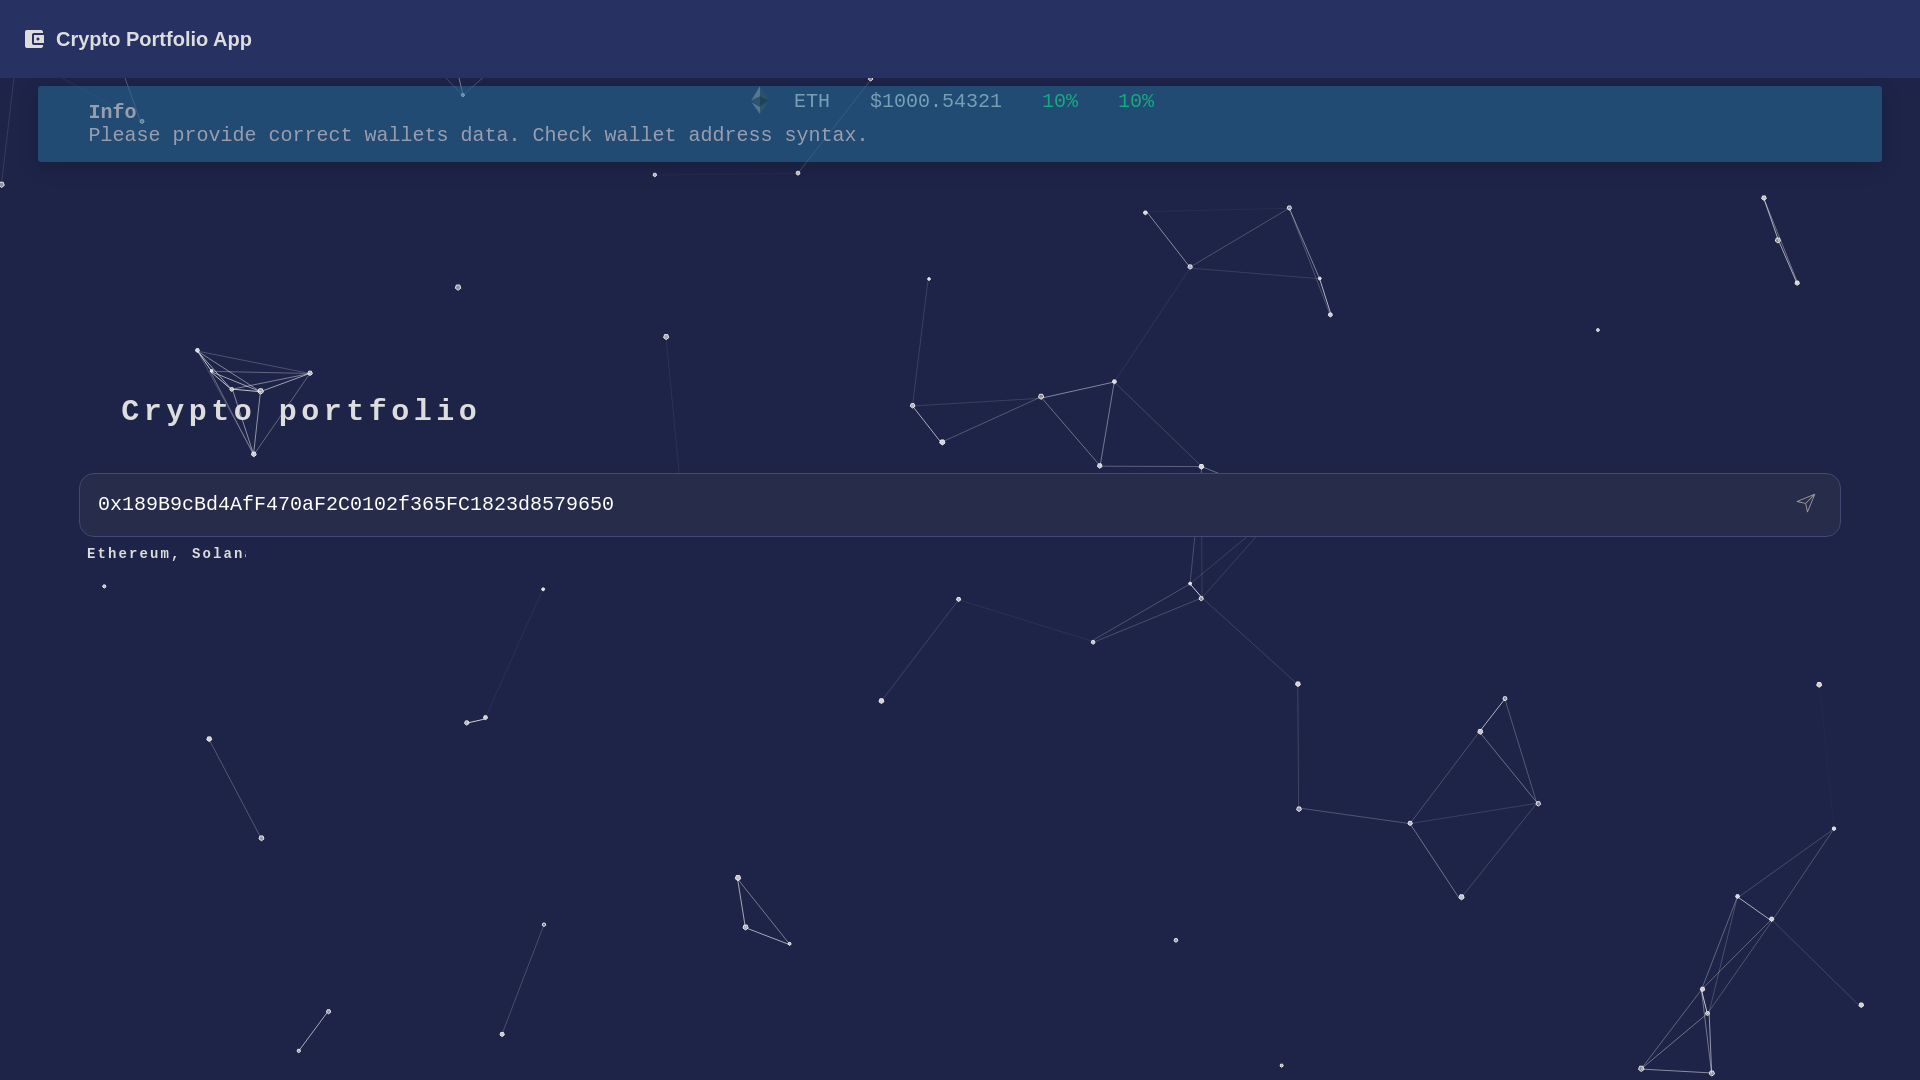 Crypto Portfolio App
ETH $1000.54321 10% 10%
Info
Please provide correct wallets data. Check wallet address syntax.
Crypto portfolio
0x189B9cBd4AfF470aF2C0102f365FC1823d8579650
Ethereum, Solan